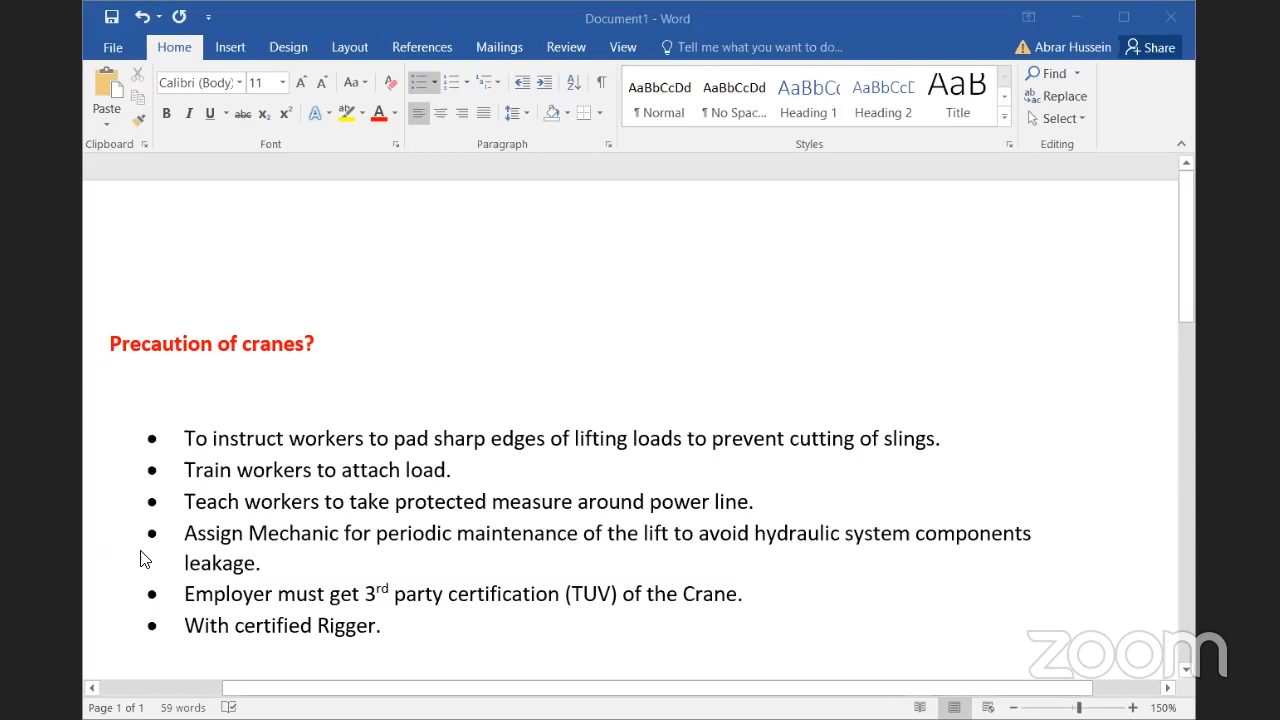 Document1 - Word
File Home Insert Design Layout References Mailings Review View Tell me what you want to do... Abrar Hussein Share
Paste
Calibri (Body) 11
Aa
B I U abc X₂ X² A A
AaBbCcDd AaBbCcDd AaBbCc AaBbCcD AaB
¶ Normal ¶ No Spac... Heading 1 Heading 2 Title
Find
Replace
Select
Clipboard Font Paragraph Styles Editing
Precaution of cranes?
• To instruct workers to pad sharp edges of lifting loads to prevent cutting of slings.
• Train workers to attach load.
• Teach workers to take protected measure around power line.
• Assign Mechanic for periodic maintenance of the lift to avoid hydraulic system components
leakage.
• Employer must get 3rd party certification (TUV) of the Crane.
• With certified Rigger.
zoom
Page 1 of 1 59 words 150%